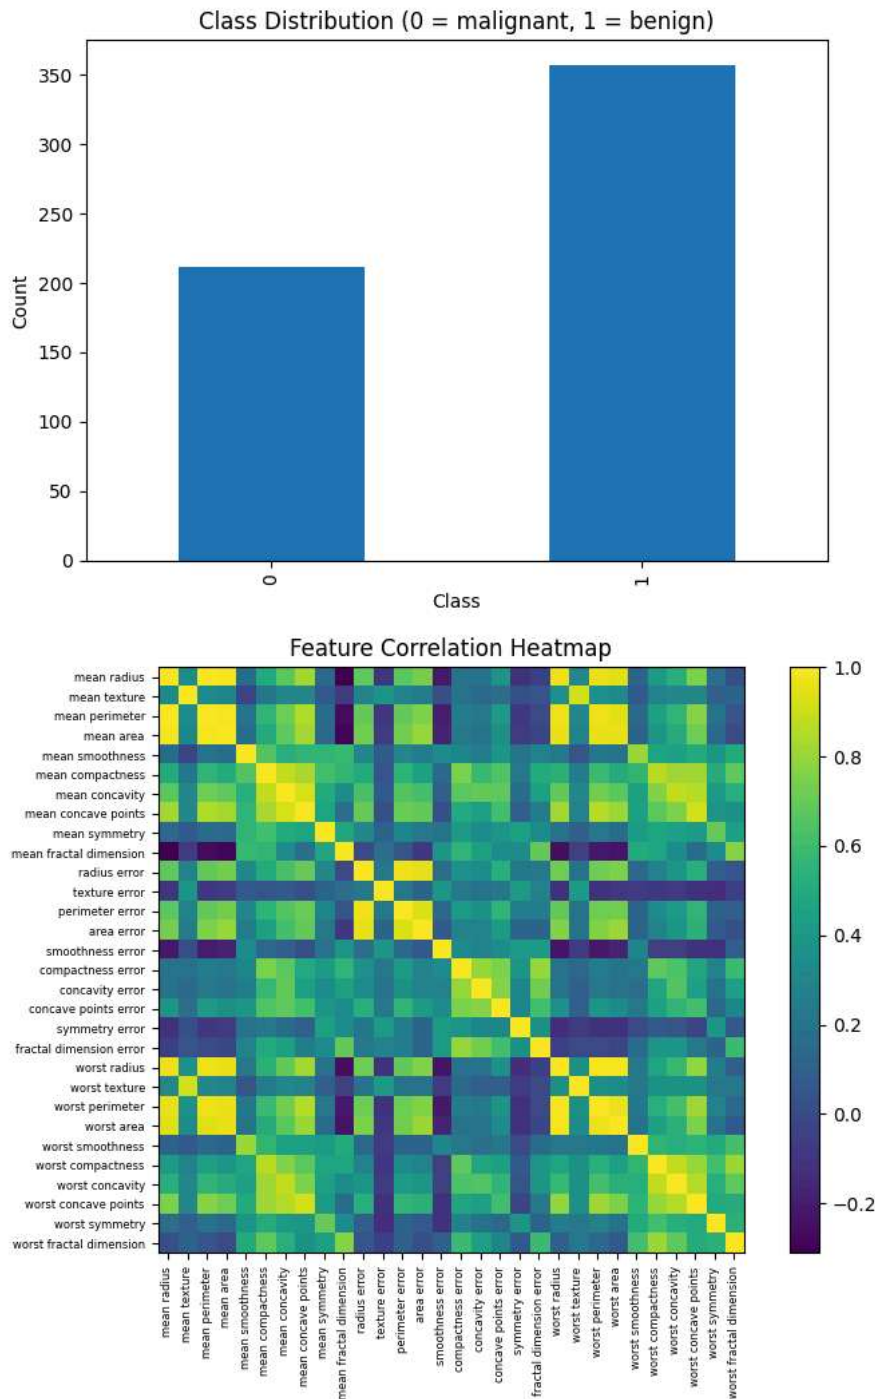 Class Distribution (0 = malignant, 1 = benign)
350
300
250
200
150
100
50
0
Count
0
1
Class
Feature Correlation Heatmap
mean radius
mean texture
mean perimeter
mean area
mean smoothness
mean compactness
mean concavity
mean concave points
mean symmetry
mean fractal dimension
radius error
texture error
perimeter error
area error
smoothness error
compactness error
concavity error
concave points error
symmetry error
fractal dimension error
worst radius
worst texture
worst perimeter
worst area
worst smoothness
worst compactness
worst concavity
worst concave points
worst symmetry
worst fractal dimension
mean radius
mean texture
mean perimeter
mean area
mean smoothness
mean compactness
mean concavity
mean concave points
mean symmetry
mean fractal dimension
radius error
texture error
perimeter error
area error
smoothness error
compactness error
concavity error
concave points error
symmetry error
fractal dimension error
worst radius
worst texture
worst perimeter
worst area
worst smoothness
worst compactness
worst concavity
worst concave points
worst symmetry
worst fractal dimension
1.0
0.8
0.6
0.4
0.2
0.0
−0.2